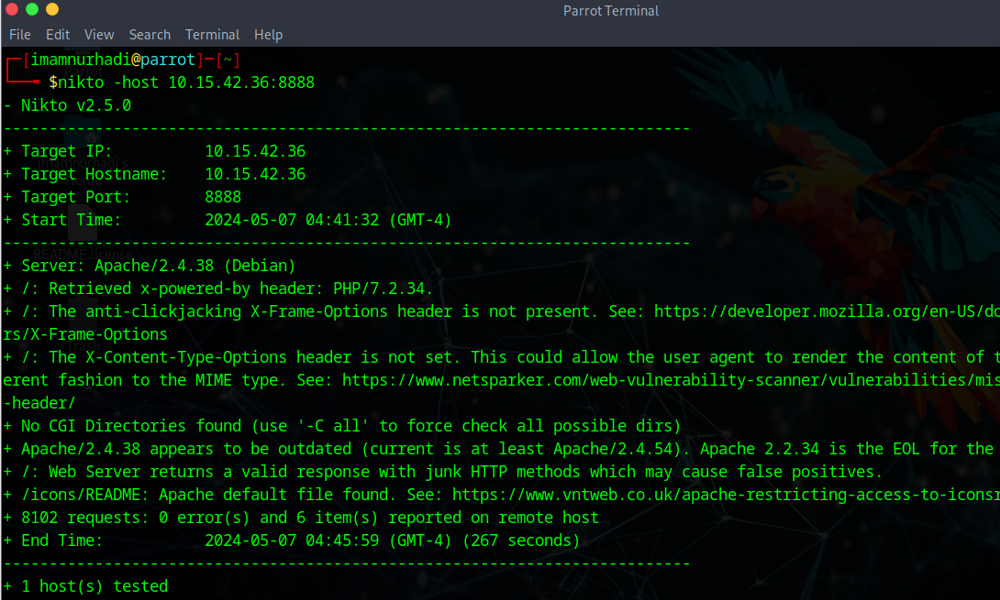 Parrot Terminal
File Edit View Search Terminal Help
[imamnurhadi@parrot]─[~]
$nikto -host 10.15.42.36:8888
- Nikto v2.5.0
---------------------------------------------------------------------------
+ Target IP:          10.15.42.36
+ Target Hostname:    10.15.42.36
+ Target Port:        8888
+ Start Time:         2024-05-07 04:41:32 (GMT-4)
---------------------------------------------------------------------------
+ Server: Apache/2.4.38 (Debian)
+ /: Retrieved x-powered-by header: PHP/7.2.34.
+ /: The anti-clickjacking X-Frame-Options header is not present. See: https://developer.mozilla.org/en-US/do
rs/X-Frame-Options
+ /: The X-Content-Type-Options header is not set. This could allow the user agent to render the content of t
erent fashion to the MIME type. See: https://www.netsparker.com/web-vulnerability-scanner/vulnerabilities/mis
-header/
+ No CGI Directories found (use '-C all' to force check all possible dirs)
+ Apache/2.4.38 appears to be outdated (current is at least Apache/2.4.54). Apache 2.2.34 is the EOL for the
+ /: Web Server returns a valid response with junk HTTP methods which may cause false positives.
+ /icons/README: Apache default file found. See: https://www.vntweb.co.uk/apache-restricting-access-to-iconsr
+ 8102 requests: 0 error(s) and 6 item(s) reported on remote host
+ End Time:           2024-05-07 04:45:59 (GMT-4) (267 seconds)
---------------------------------------------------------------------------
+ 1 host(s) tested